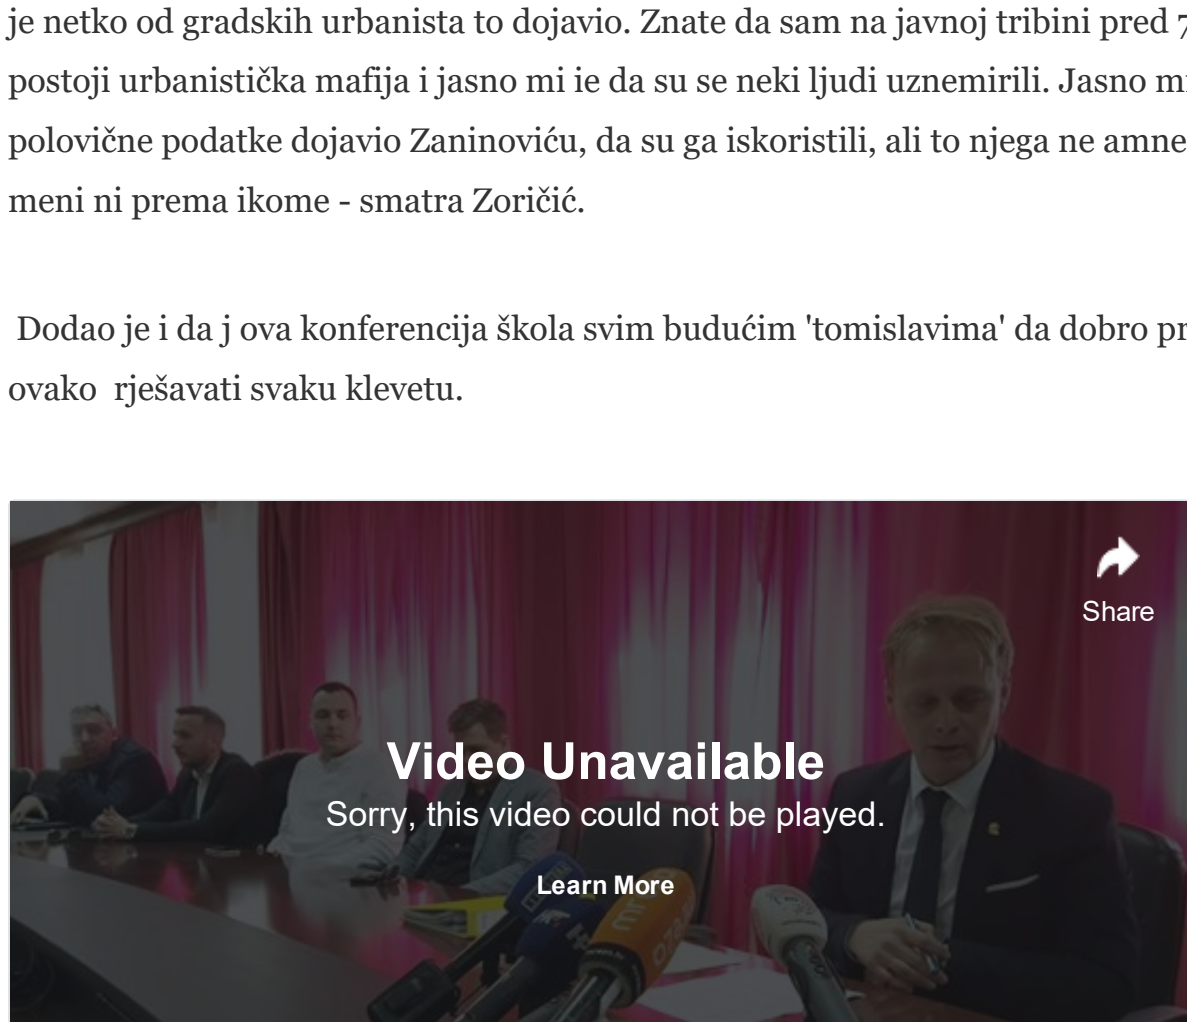 je netko od gradskih urbanista to dojavio. Znate da sam na javnoj tribini pred 7
postoji urbanistička mafija i jasno mi ie da su se neki ljudi uznemirili. Jasno mi
polovične podatke dojavio Zaninoviću, da su ga iskoristili, ali to njega ne amne
meni ni prema ikome - smatra Zoričić.
Dodao je i da j ova konferencija škola svim budućim 'tomislavima' da dobro pr
ovako  rješavati svaku klevetu.
Share
Video Unavailable
Sorry, this video could not be played.
Learn More